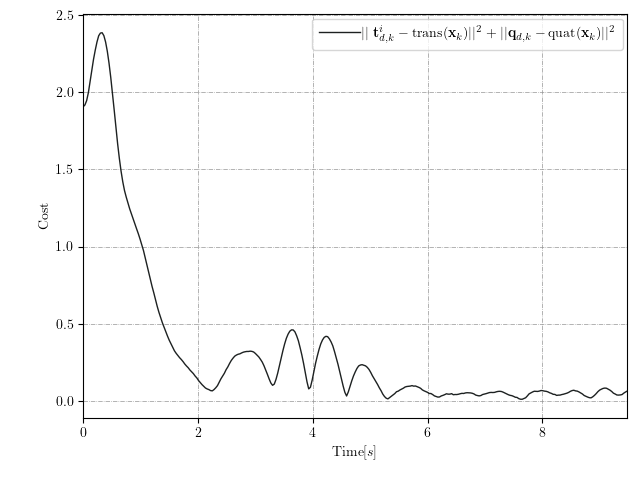 || t^i_{d,k} − trans(x_k)||^2 + ||q_{d,k} − quat(x_k)||^2
2.5
2.0
1.5
1.0
0.5
0.0
Cost
0 2 4 6 8
Time[s]